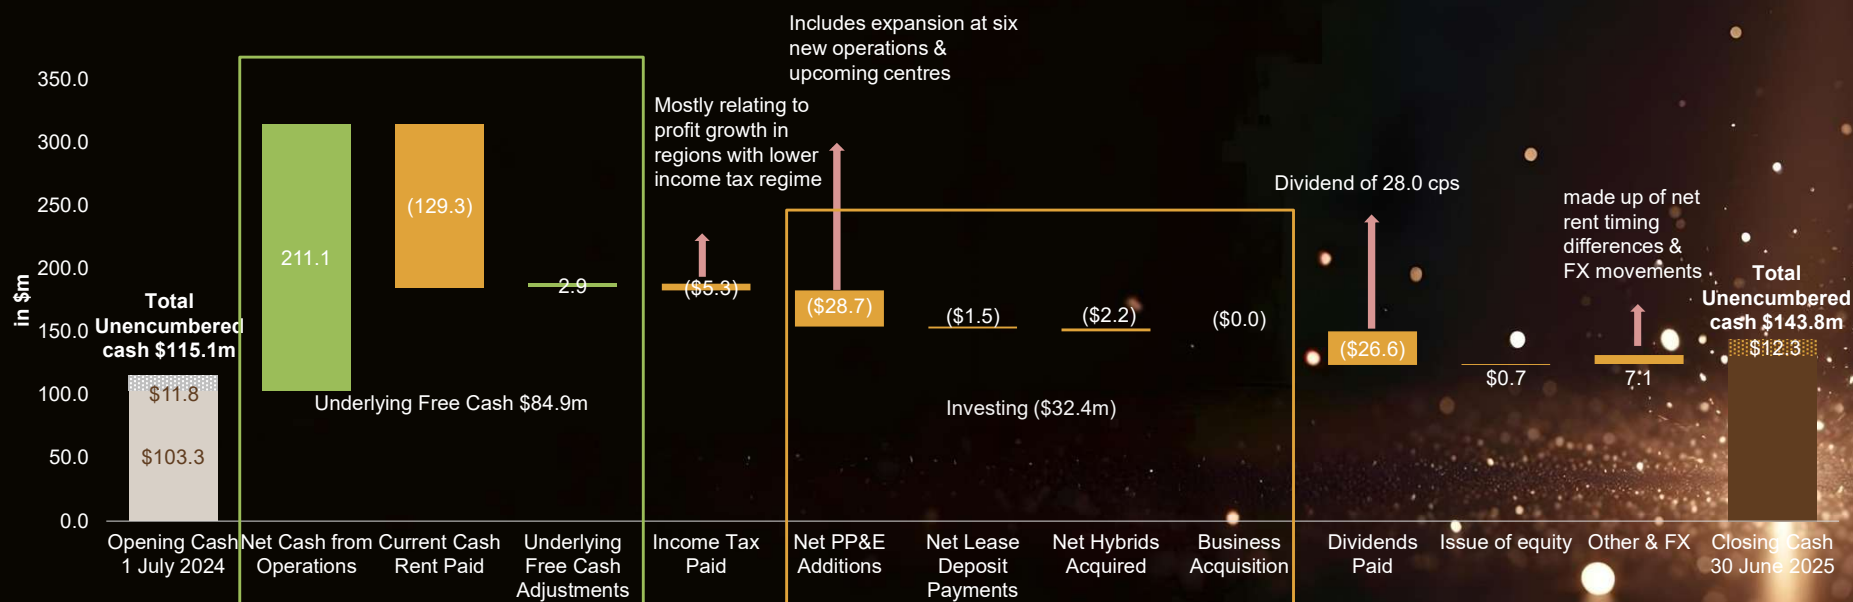 Includes expansion at six
new operations &
upcoming centres
Mostly relating to
profit growth in
regions with lower
income tax regime
Dividend of 28.0 cps
made up of net
rent timing
differences &
FX movements
in $m
350.0
300.0
250.0
200.0
150.0
100.0
50.0
0.0
Total
Unencumbered
cash $115.1m
$11.8
$103.3
211.1
(129.3)
2.9
Underlying Free Cash $84.9m
($5.3)
($28.7)
($1.5)
($2.2)
($0.0)
Investing ($32.4m)
($26.6)
$0.7
7.1
Total
Unencumbered
cash $143.8m
$12.3
Opening Cash
1 July 2024
Net Cash from
Operations
Current Cash
Rent Paid
Underlying
Free Cash
Adjustments
Income Tax
Paid
Net PP&E
Additions
Net Lease
Deposit
Payments
Net Hybrids
Acquired
Business
Acquisition
Dividends
Paid
Issue of equity
Other & FX
Closing Cash
30 June 2025